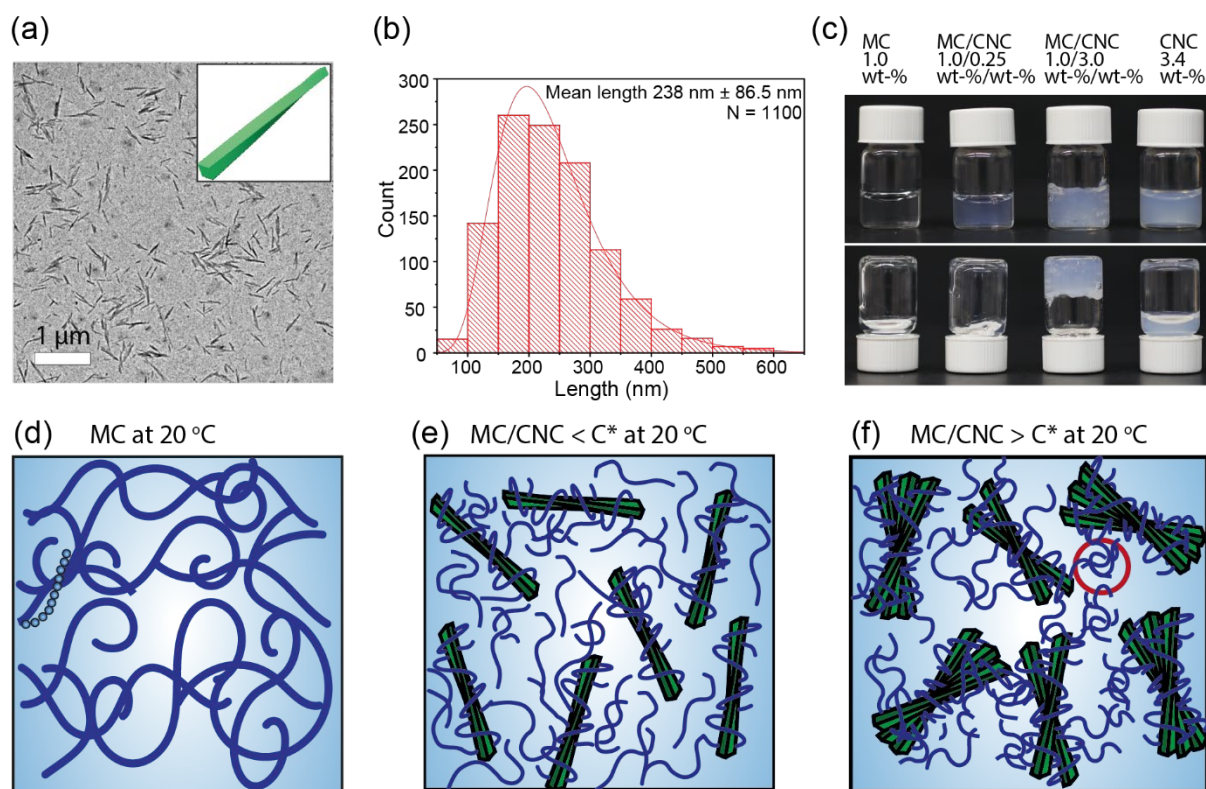 (a)
1 μm
(b)
Mean length 238 nm ± 86.5 nm
N = 1100
300
250
200
150
100
50
0
Count
100 200 300 400 500 600
Length (nm)
(c)
MC
1.0
wt-%
MC/CNC
1.0/0.25
wt-%/wt-%
MC/CNC
1.0/3.0
wt-%/wt-%
CNC
3.4
wt-%
(d) MC at 20 °C
(e) MC/CNC < C* at 20 °C
(f) MC/CNC > C* at 20 °C